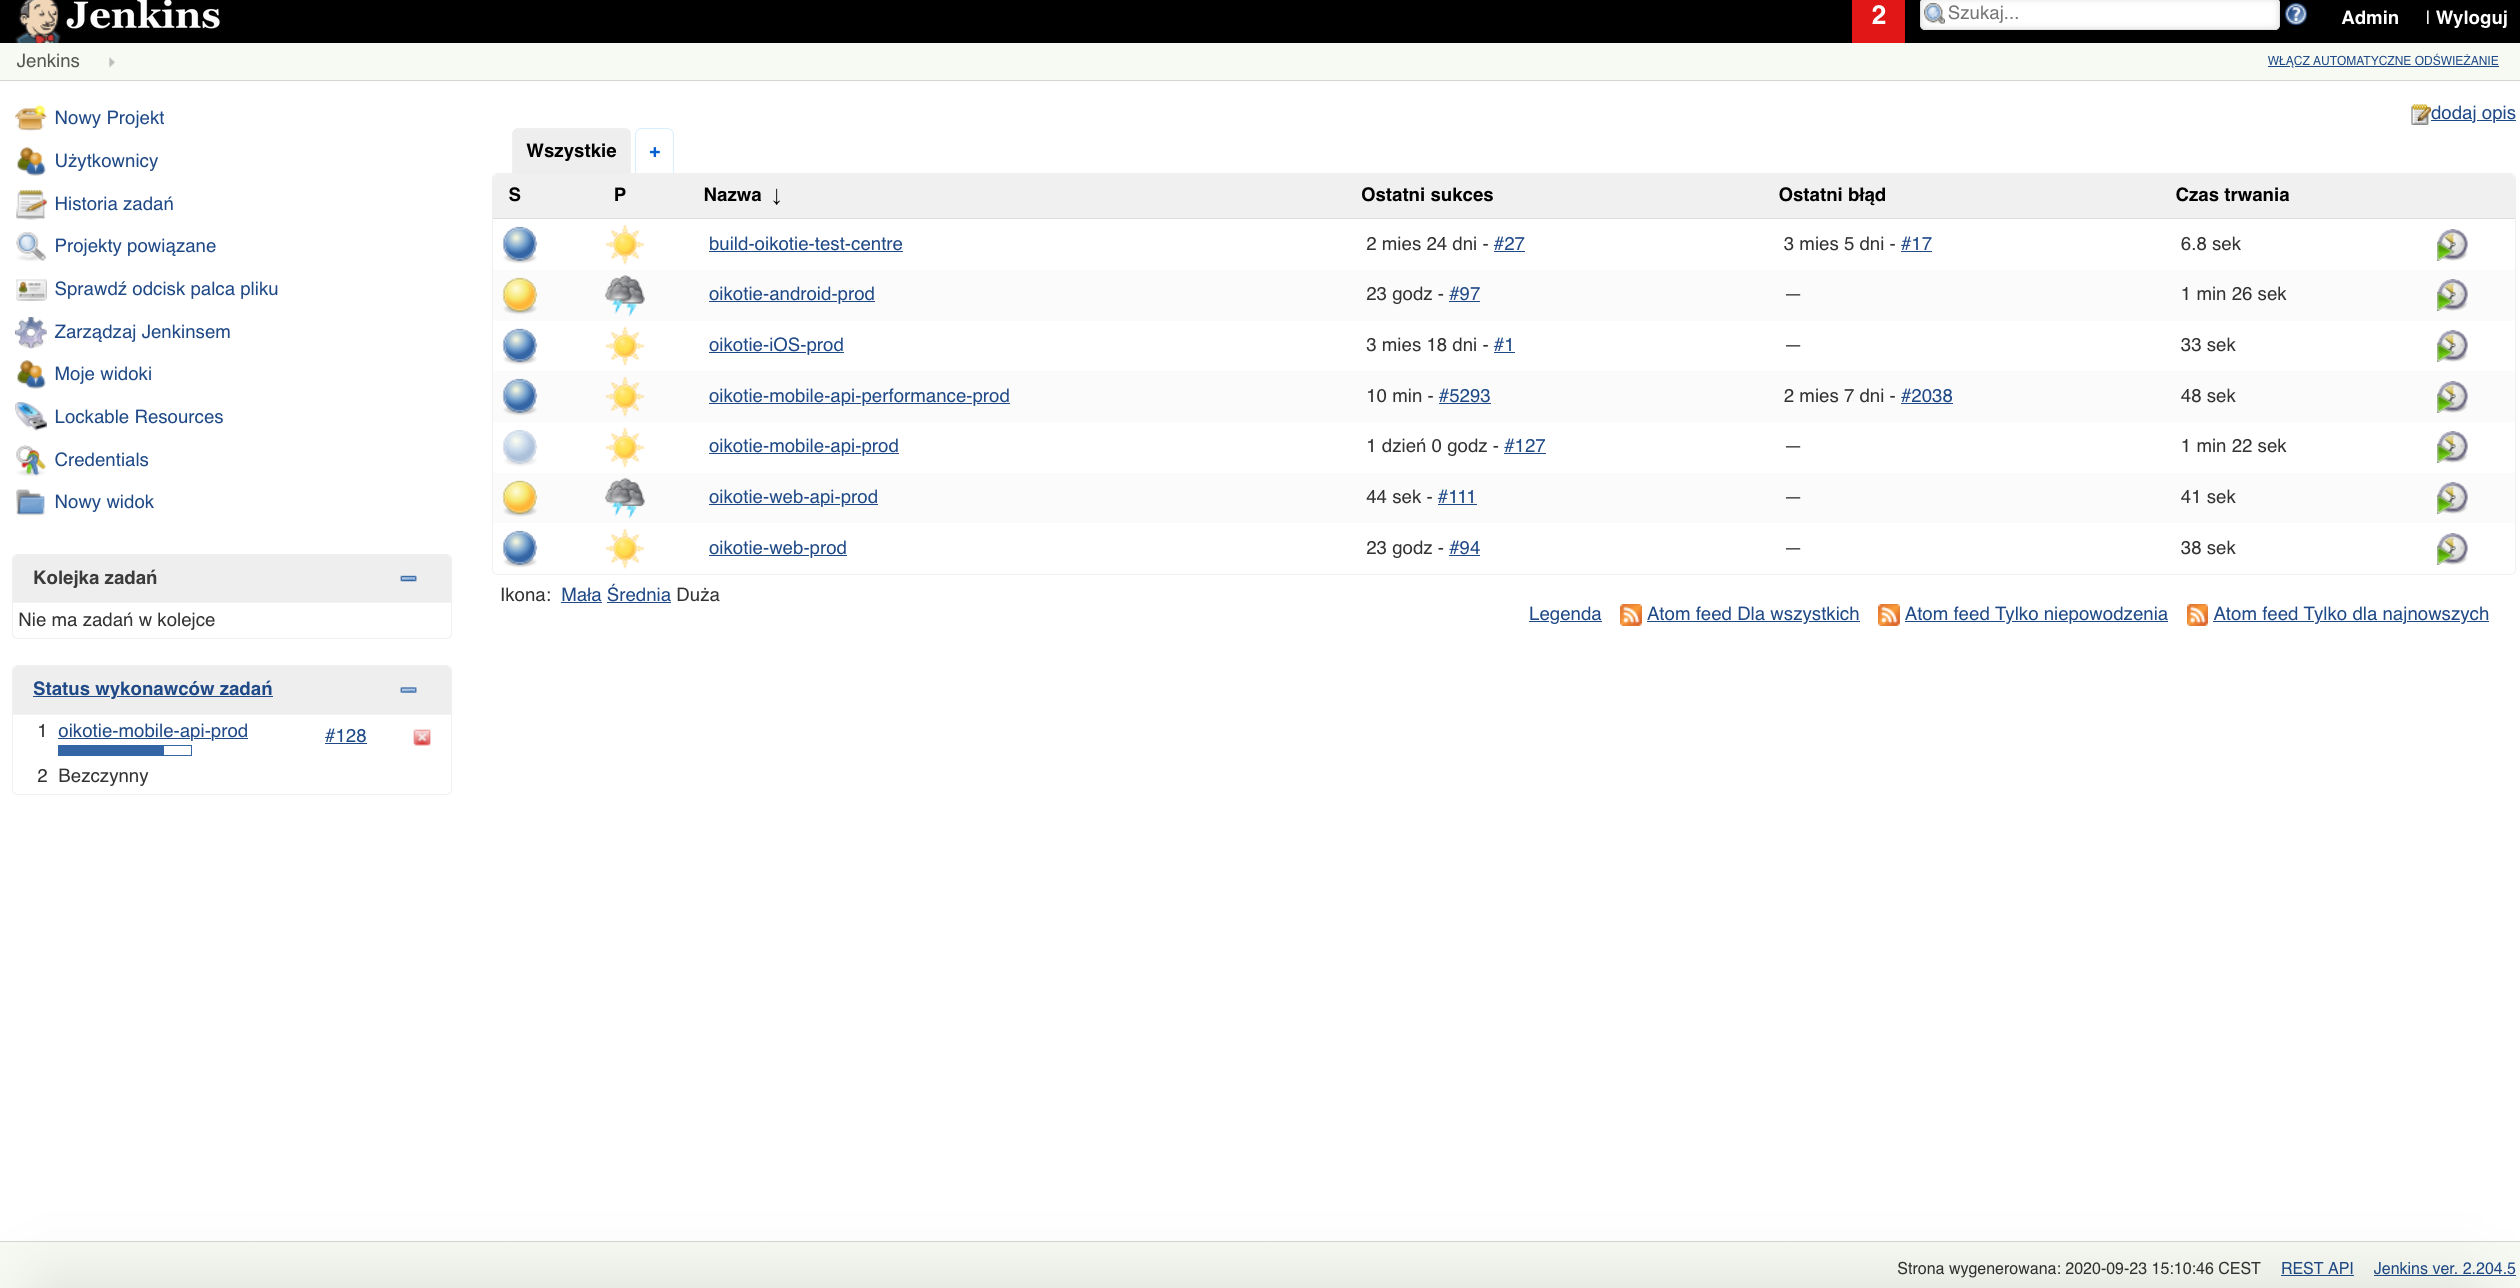 Jenkins
2
Szukaj...
Admin
| Wyloguj
Jenkins
WŁĄCZ AUTOMATYCZNE ODŚWIEŻANIE
Nowy Projekt
Użytkownicy
Historia zadań
Projekty powiązane
Sprawdź odcisk palca pliku
Zarządzaj Jenkinsem
Moje widoki
Lockable Resources
Credentials
Nowy widok
Kolejka zadań
Nie ma zadań w kolejce
Status wykonawców zadań
1 oikotie-mobile-api-prod #128
2 Bezczynny
dodaj opis
Wszystkie +
S P Nazwa ↓ Ostatni sukces Ostatni błąd Czas trwania
build-oikotie-test-centre 2 mies 24 dni - #27 3 mies 5 dni - #17 6.8 sek
oikotie-android-prod 23 godz - #97 — 1 min 26 sek
oikotie-iOS-prod 3 mies 18 dni - #1 — 33 sek
oikotie-mobile-api-performance-prod 10 min - #5293 2 mies 7 dni - #2038 48 sek
oikotie-mobile-api-prod 1 dzień 0 godz - #127 — 1 min 22 sek
oikotie-web-api-prod 44 sek - #111 — 41 sek
oikotie-web-prod 23 godz - #94 — 38 sek
Ikona: Mała Średnia Duża
Legenda Atom feed Dla wszystkich Atom feed Tylko niepowodzenia Atom feed Tylko dla najnowszych
Strona wygenerowana: 2020-09-23 15:10:46 CEST REST API Jenkins ver. 2.204.5